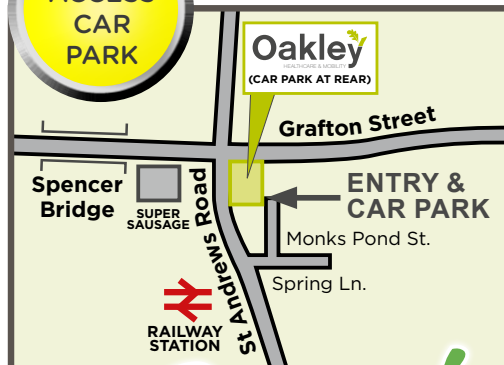 ACCESS
CAR
PARK
Oakley
HEALTHCARE & MOBILITY
(CAR PARK AT REAR)
Grafton Street
Spencer
Bridge
SUPER
SAUSAGE
St Andrews Road
ENTRY &
CAR PARK
Monks Pond St.
Spring Ln.
RAILWAY
STATION